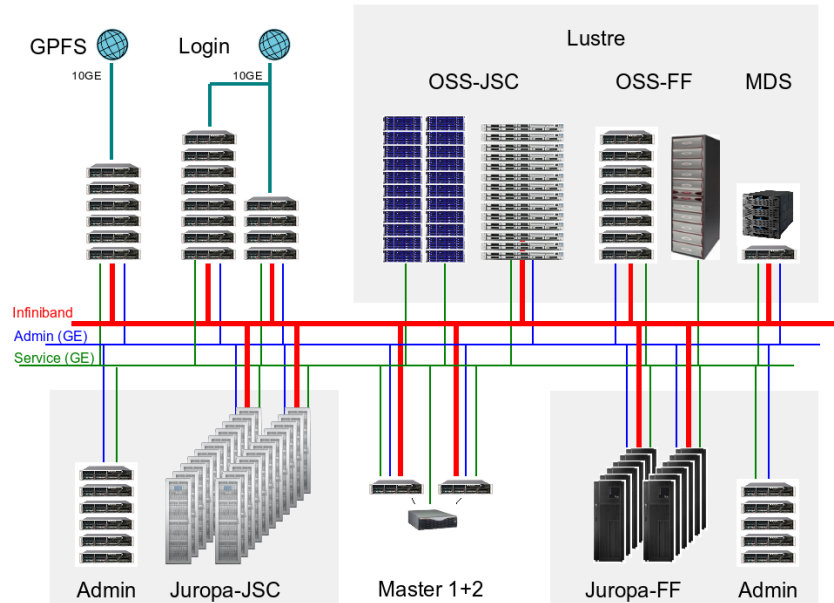 GPFS
Login
Lustre
10GE
10GE
OSS-JSC
OSS-FF
MDS
Infiniband
Admin (GE)
Service (GE)
Admin
Juropa-JSC
Master 1+2
Juropa-FF
Admin